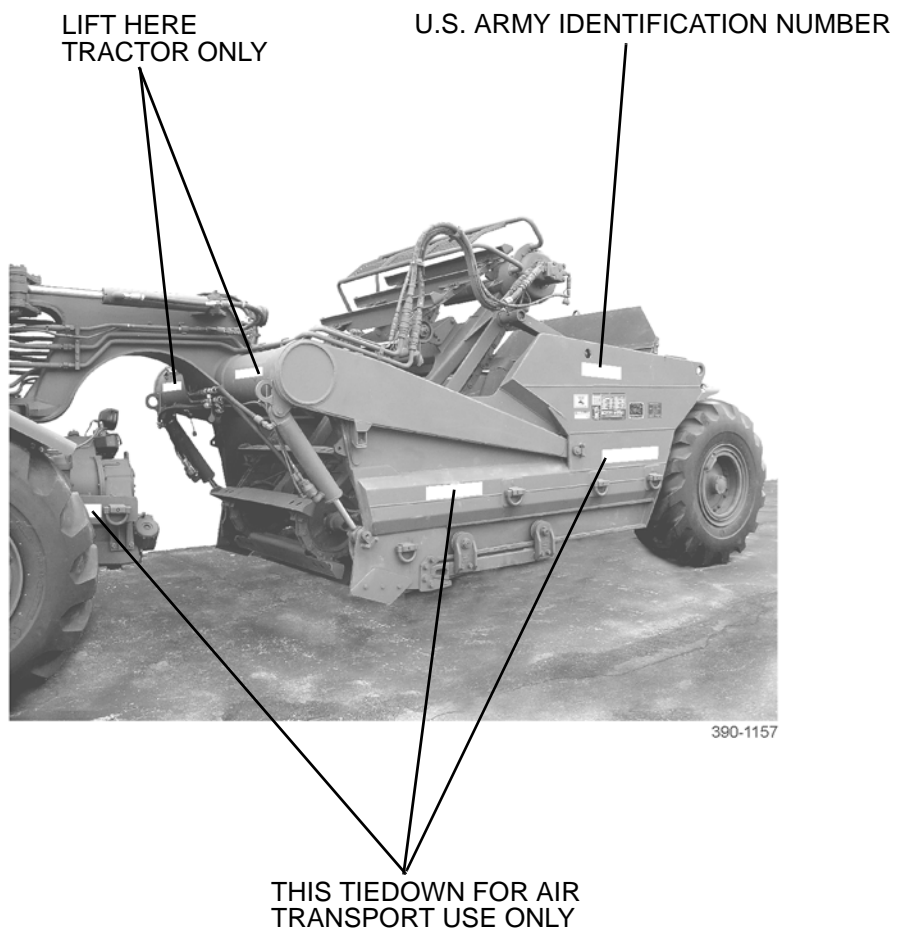 LIFT HERE
TRACTOR ONLY
U.S. ARMY IDENTIFICATION NUMBER
390-1157
THIS TIEDOWN FOR AIR
TRANSPORT USE ONLY